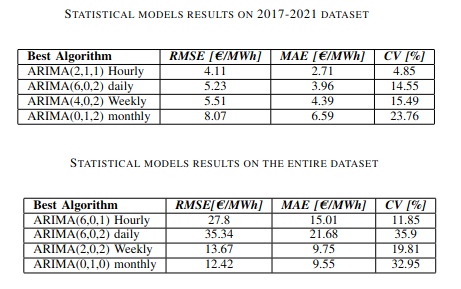 STATISTICAL MODELS RESULTS ON 2017-2021 DATASET
Best Algorithm RMSE [€/MWh] MAE [€/MWh] CV [%]
ARIMA(2,1,1) Hourly 4.11 2.71 4.85
ARIMA(6,0,2) daily 5.23 3.96 14.55
ARIMA(4,0,2) Weekly 5.51 4.39 15.49
ARIMA(0,1,2) monthly 8.07 6.59 23.76
STATISTICAL MODELS RESULTS ON THE ENTIRE DATASET
Best Algorithm RMSE[€/MWh] MAE [€/MWh] CV [%]
ARIMA(6,0,1) Hourly 27.8 15.01 11.85
ARIMA(6,0,2) daily 35.34 21.68 35.9
ARIMA(2,0,2) Weekly 13.67 9.75 19.81
ARIMA(0,1,0) monthly 12.42 9.55 32.95